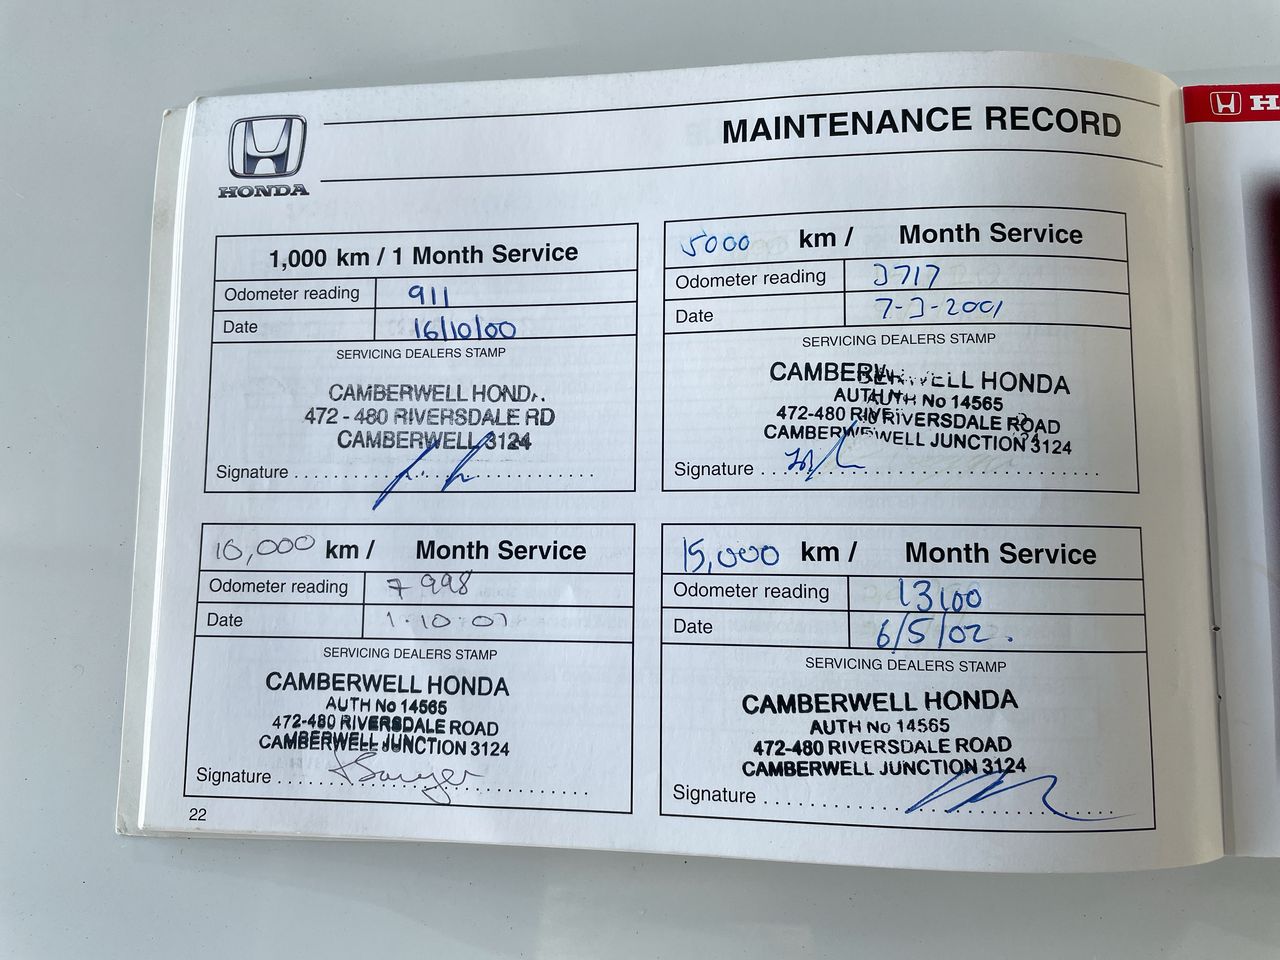 HONDA
MAINTENANCE RECORD
H
1,000 km / 1 Month Service
Odometer reading 911
Date 16/10/00
SERVICING DEALERS STAMP
CAMBERWELL HONDA
472 - 480 RIVERSDALE RD
CAMBERWELL 3124
Signature
5000 km / Month Service
Odometer reading 3717
Date 7-3-2001
SERVICING DEALERS STAMP
CAMBERWELL HONDA
AUTH No 14565
472-480 RIVERSDALE ROAD
CAMBERWELL JUNCTION 3124
Signature
10,000 km / Month Service
Odometer reading 7998
Date 1.10.01
SERVICING DEALERS STAMP
CAMBERWELL HONDA
AUTH No 14565
472-480 RIVERSDALE ROAD
CAMBERWELL JUNCTION 3124
Signature
15,000 km / Month Service
Odometer reading 13100
Date 6/5/02.
SERVICING DEALERS STAMP
CAMBERWELL HONDA
AUTH No 14565
472-480 RIVERSDALE ROAD
CAMBERWELL JUNCTION 3124
Signature
22